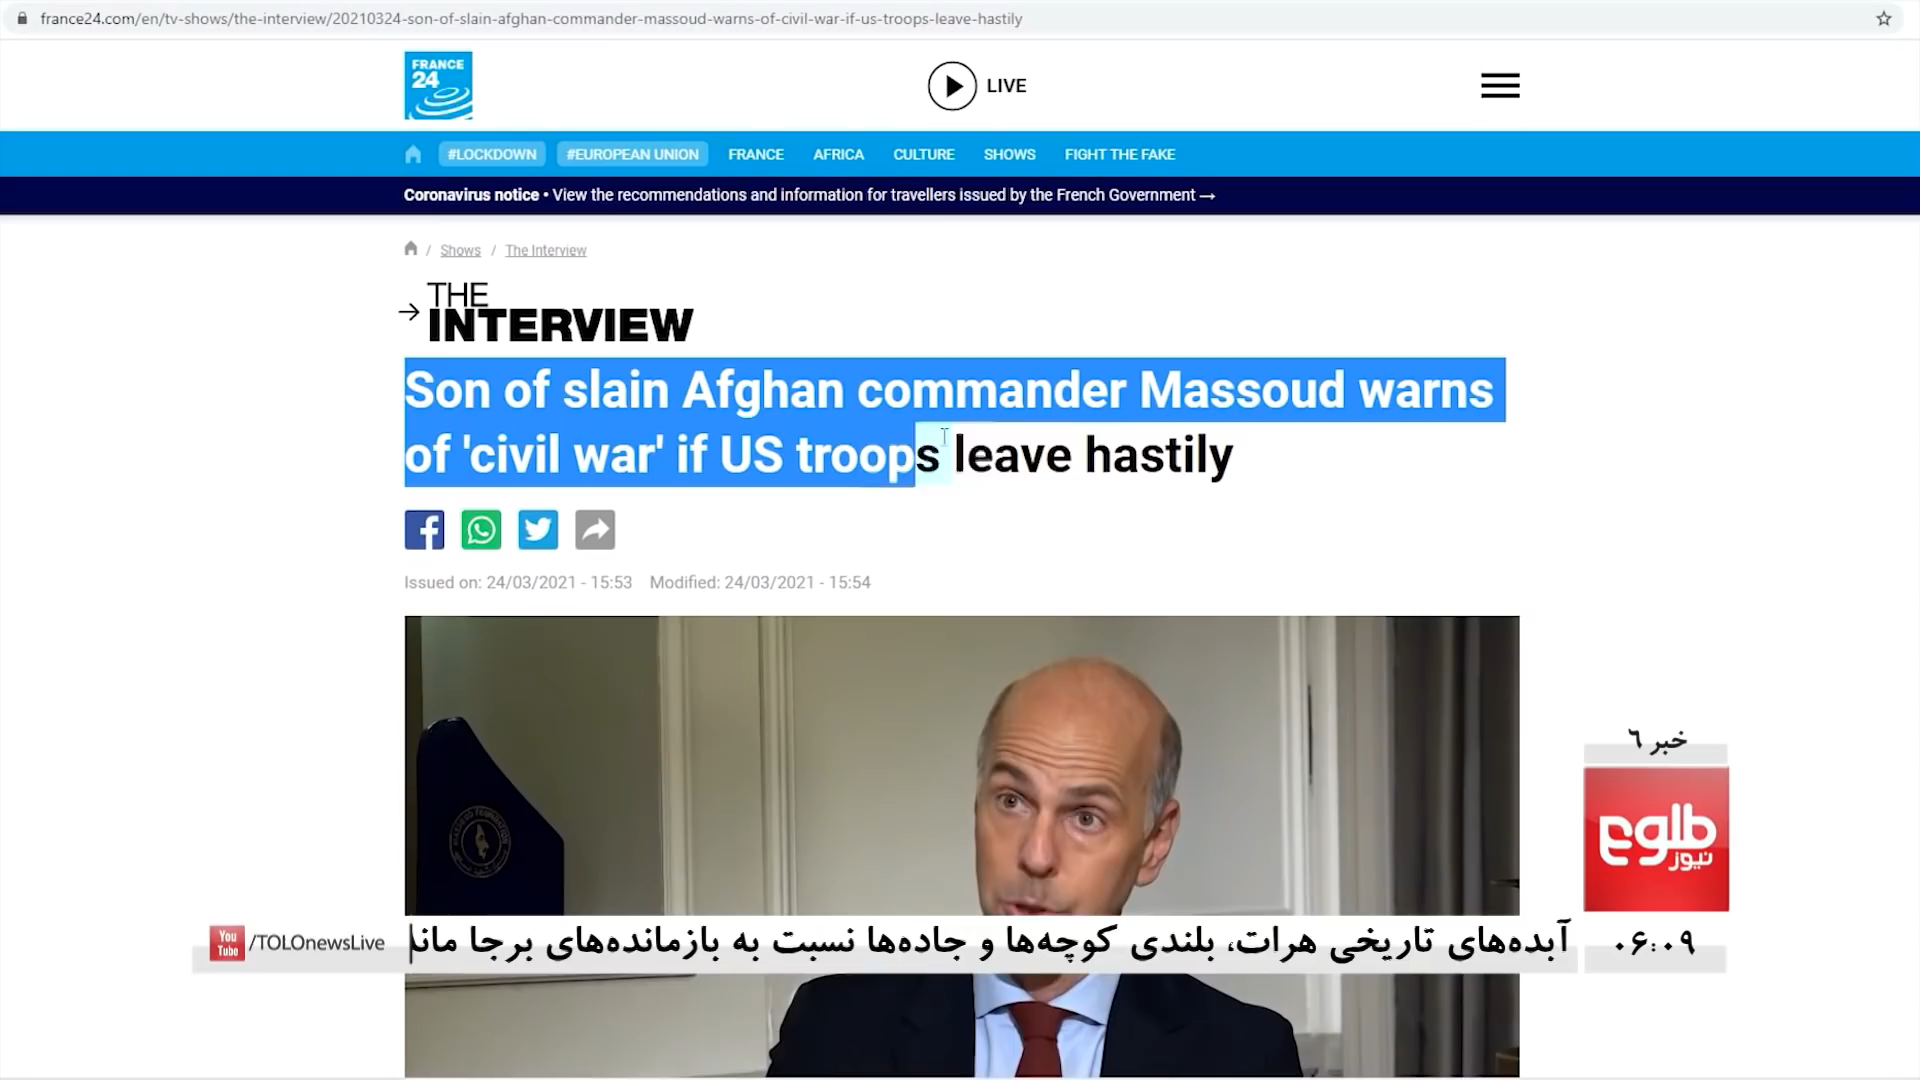 france24.com/en/tv-shows/the-interview/20210324-son-of-slain-afghan-commander-massoud-warns-of-civil-war-if-us-troops-leave-hastily
FRANCE
24
LIVE
#LOCKDOWN #EUROPEAN UNION FRANCE AFRICA CULTURE SHOWS FIGHT THE FAKE
Coronavirus notice • View the recommendations and information for travellers issued by the French Government →
/ Shows / The Interview
THE
INTERVIEW
Son of slain Afghan commander Massoud warns
of 'civil war' if US troops leave hastily
Issued on: 24/03/2021 - 15:53 Modified: 24/03/2021 - 15:54
خبر ٦
طلوع
نیوز
You
Tube
/TOLOnewsLive
آبده‌های تاریخی هرات، بلندی کوچه‌ها و جاده‌ها نسبت به بازمانده‌های برجا ماند
۰۶:۰۹